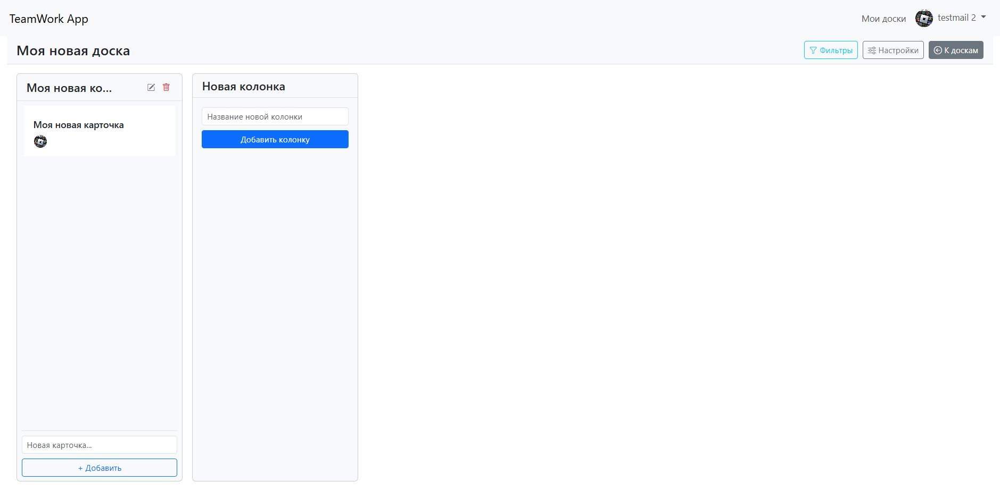 TeamWork App
Мои доски
testmail 2
Моя новая доска
Фильтры
Настройки
К доскам
Моя новая ко...
Моя новая карточка
Новая карточка...
+ Добавить
Новая колонка
Название новой колонки
Добавить колонку